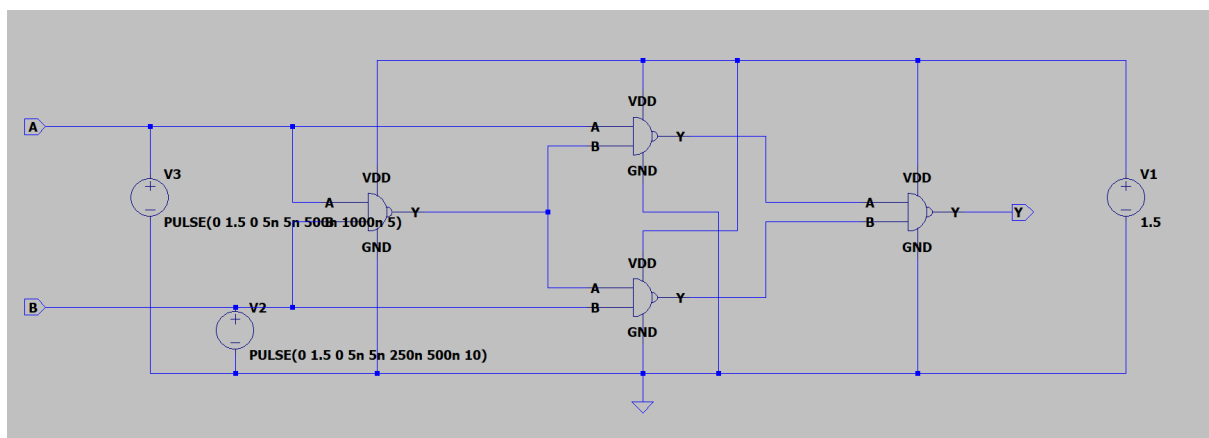 VDD
A
A
Y
B
V3
VDD
GND
VDD
V1
PULSE(0 1.5 0 5n 5n 500n 1000n 5)
A
Y
B
GND
A
Y
B
GND
Y
1.5
VDD
B
A
Y
B
V2
GND
PULSE(0 1.5 0 5n 5n 250n 500n 10)